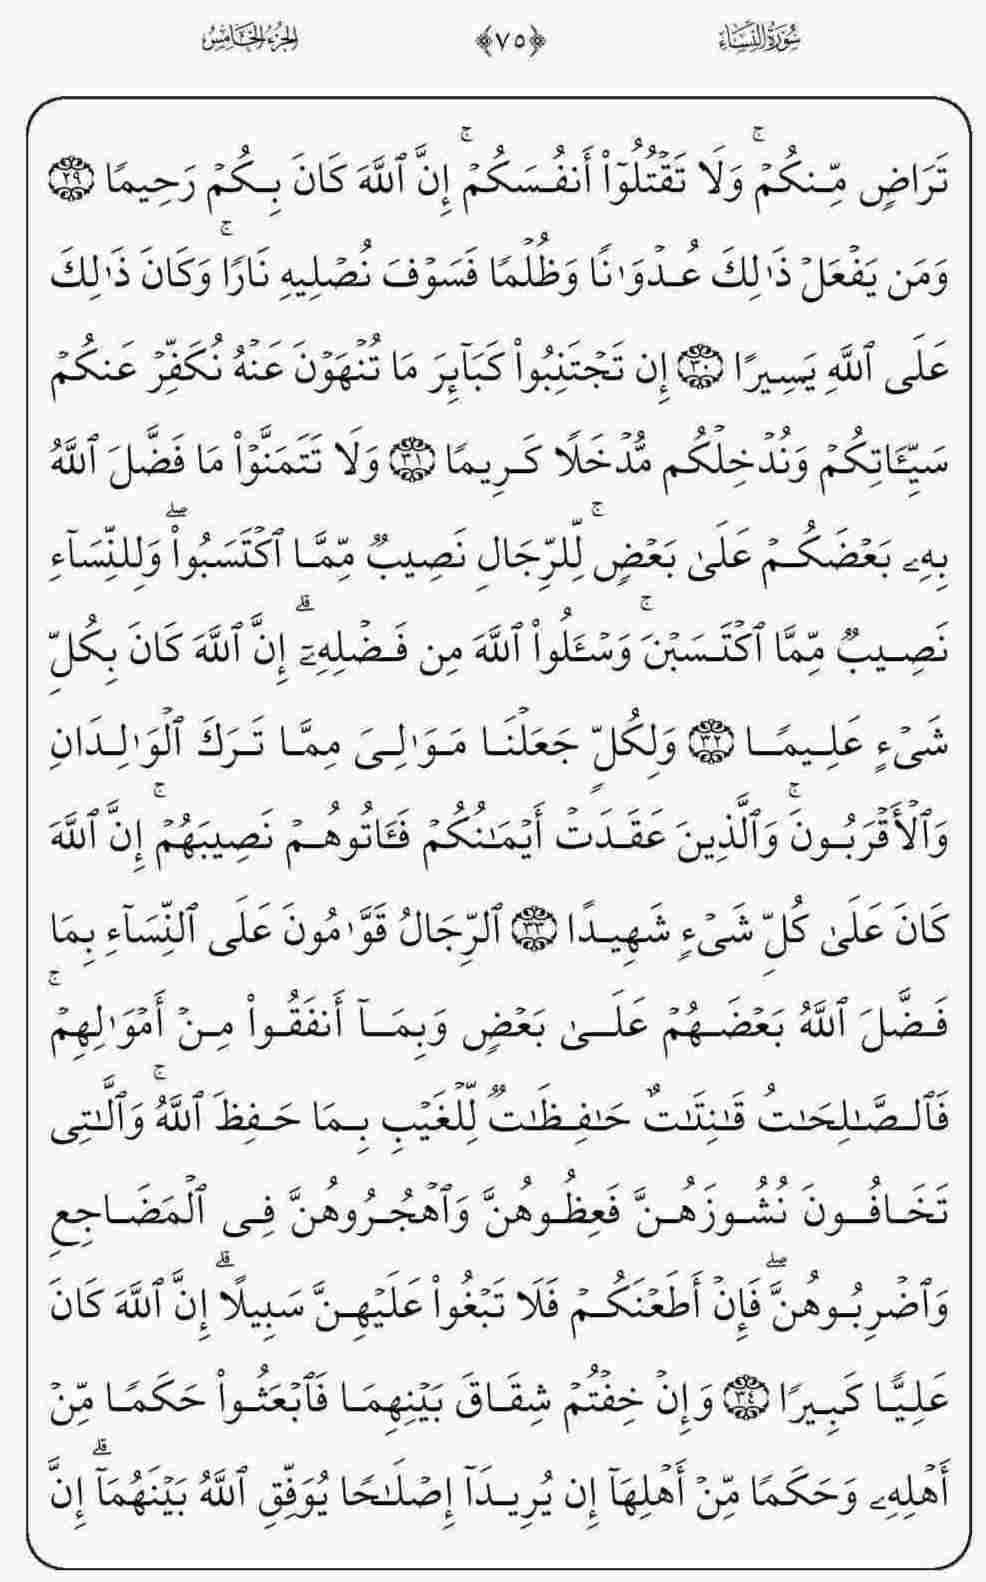 سُورَةُ النِّسَاءِ ﴿٧٥﴾ الجُزْءُ الخَامِسُ
تَرَاضٍ مِّنكُمْۚ وَلَا تَقْتُلُوٓا۟ أَنفُسَكُمْۚ إِنَّ ٱللَّهَ كَانَ بِكُمْ رَحِيمًا ٢٩
وَمَن يَفْعَلْ ذَٰلِكَ عُدْوَٰنًا وَظُلْمًا فَسَوْفَ نُصْلِيهِ نَارًاۚ وَكَانَ ذَٰلِكَ
عَلَى ٱللَّهِ يَسِيرًا ٣٠ إِن تَجْتَنِبُوا۟ كَبَآئِرَ مَا تُنْهَوْنَ عَنْهُ نُكَفِّرْ عَنكُمْ
سَيِّـَٔاتِكُمْ وَنُدْخِلْكُم مُّدْخَلًا كَرِيمًا ٣١ وَلَا تَتَمَنَّوْا۟ مَا فَضَّلَ ٱللَّهُ
بِهِۦ بَعْضَكُمْ عَلَىٰ بَعْضٍۚ لِّلرِّجَالِ نَصِيبٌ مِّمَّا ٱكْتَسَبُوا۟ۖ وَلِلنِّسَآءِ
نَصِيبٌ مِّمَّا ٱكْتَسَبْنَۚ وَسْـَٔلُوا۟ ٱللَّهَ مِن فَضْلِهِۦٓۗ إِنَّ ٱللَّهَ كَانَ بِكُلِّ
شَىْءٍ عَلِيمًا ٣٢ وَلِكُلٍّ جَعَلْنَا مَوَٰلِىَ مِمَّا تَرَكَ ٱلْوَٰلِدَانِ
وَٱلْأَقْرَبُونَۚ وَٱلَّذِينَ عَقَدَتْ أَيْمَٰنُكُمْ فَـَٔاتُوهُمْ نَصِيبَهُمْۚ إِنَّ ٱللَّهَ
كَانَ عَلَىٰ كُلِّ شَىْءٍ شَهِيدًا ٣٣ ٱلرِّجَالُ قَوَّٰمُونَ عَلَى ٱلنِّسَآءِ بِمَا
فَضَّلَ ٱللَّهُ بَعْضَهُمْ عَلَىٰ بَعْضٍ وَبِمَآ أَنفَقُوا۟ مِنْ أَمْوَٰلِهِمْۚ
فَٱلصَّٰلِحَٰتُ قَٰنِتَٰتٌ حَٰفِظَٰتٌ لِّلْغَيْبِ بِمَا حَفِظَ ٱللَّهُۚ وَٱلَّٰتِى
تَخَافُونَ نُشُوزَهُنَّ فَعِظُوهُنَّ وَٱهْجُرُوهُنَّ فِى ٱلْمَضَاجِعِ
وَٱضْرِبُوهُنَّۖ فَإِنْ أَطَعْنَكُمْ فَلَا تَبْغُوا۟ عَلَيْهِنَّ سَبِيلًاۗ إِنَّ ٱللَّهَ كَانَ
عَلِيًّا كَبِيرًا ٣٤ وَإِنْ خِفْتُمْ شِقَاقَ بَيْنِهِمَا فَٱبْعَثُوا۟ حَكَمًا مِّنْ
أَهْلِهِۦ وَحَكَمًا مِّنْ أَهْلِهَآ إِن يُرِيدَآ إِصْلَٰحًا يُوَفِّقِ ٱللَّهُ بَيْنَهُمَآۗ إِنَّ